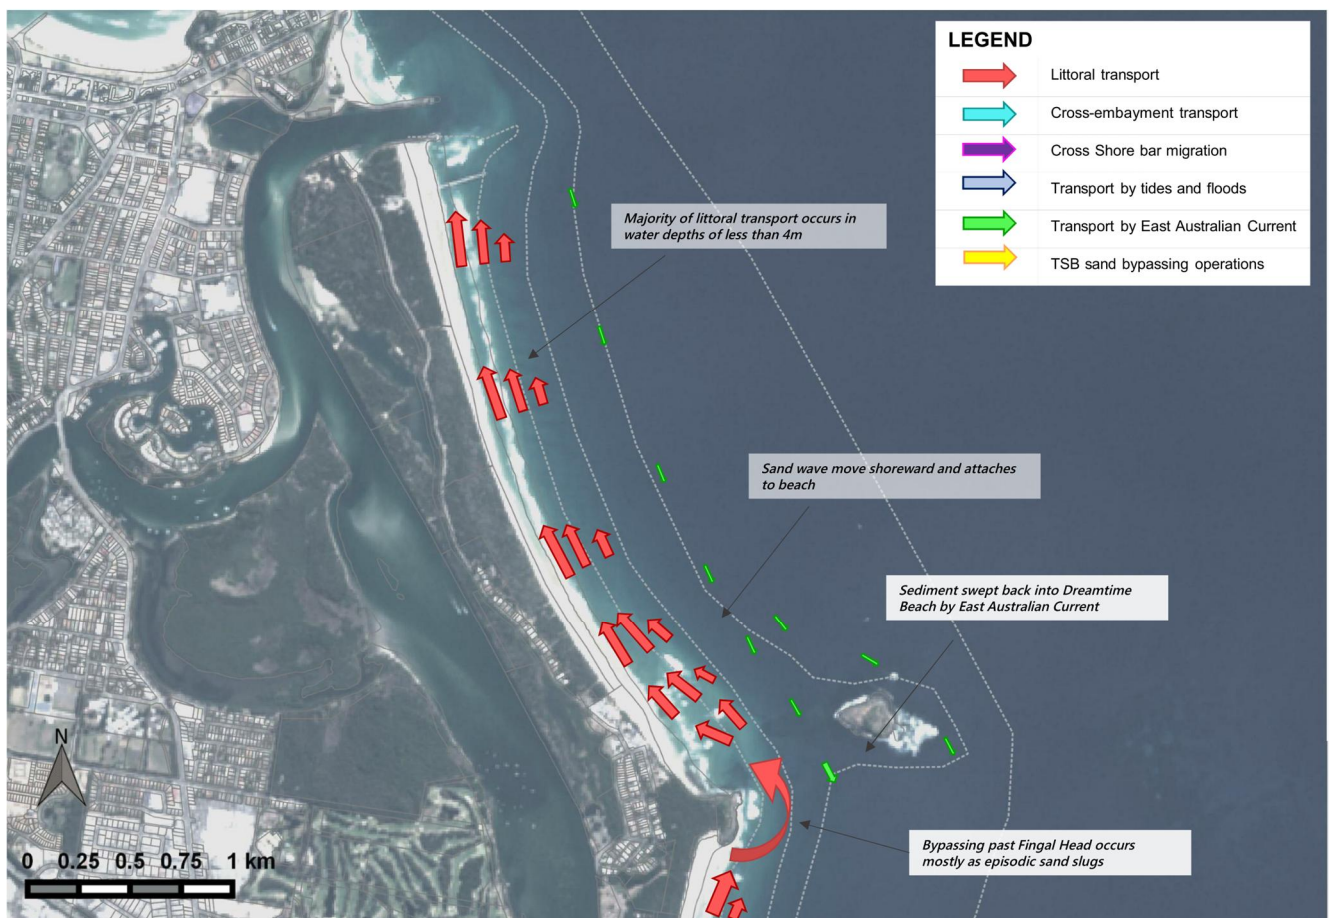 LEGEND
Littoral transport
Cross-embayment transport
Cross Shore bar migration
Transport by tides and floods
Transport by East Australian Current
TSB sand bypassing operations
Majority of littoral transport occurs in
water depths of less than 4m
Sand wave move shoreward and attaches
to beach
Sediment swept back into Dreamtime
Beach by East Australian Current
Bypassing past Fingal Head occurs
mostly as episodic sand slugs
N
0 0.25 0.5 0.75 1 km